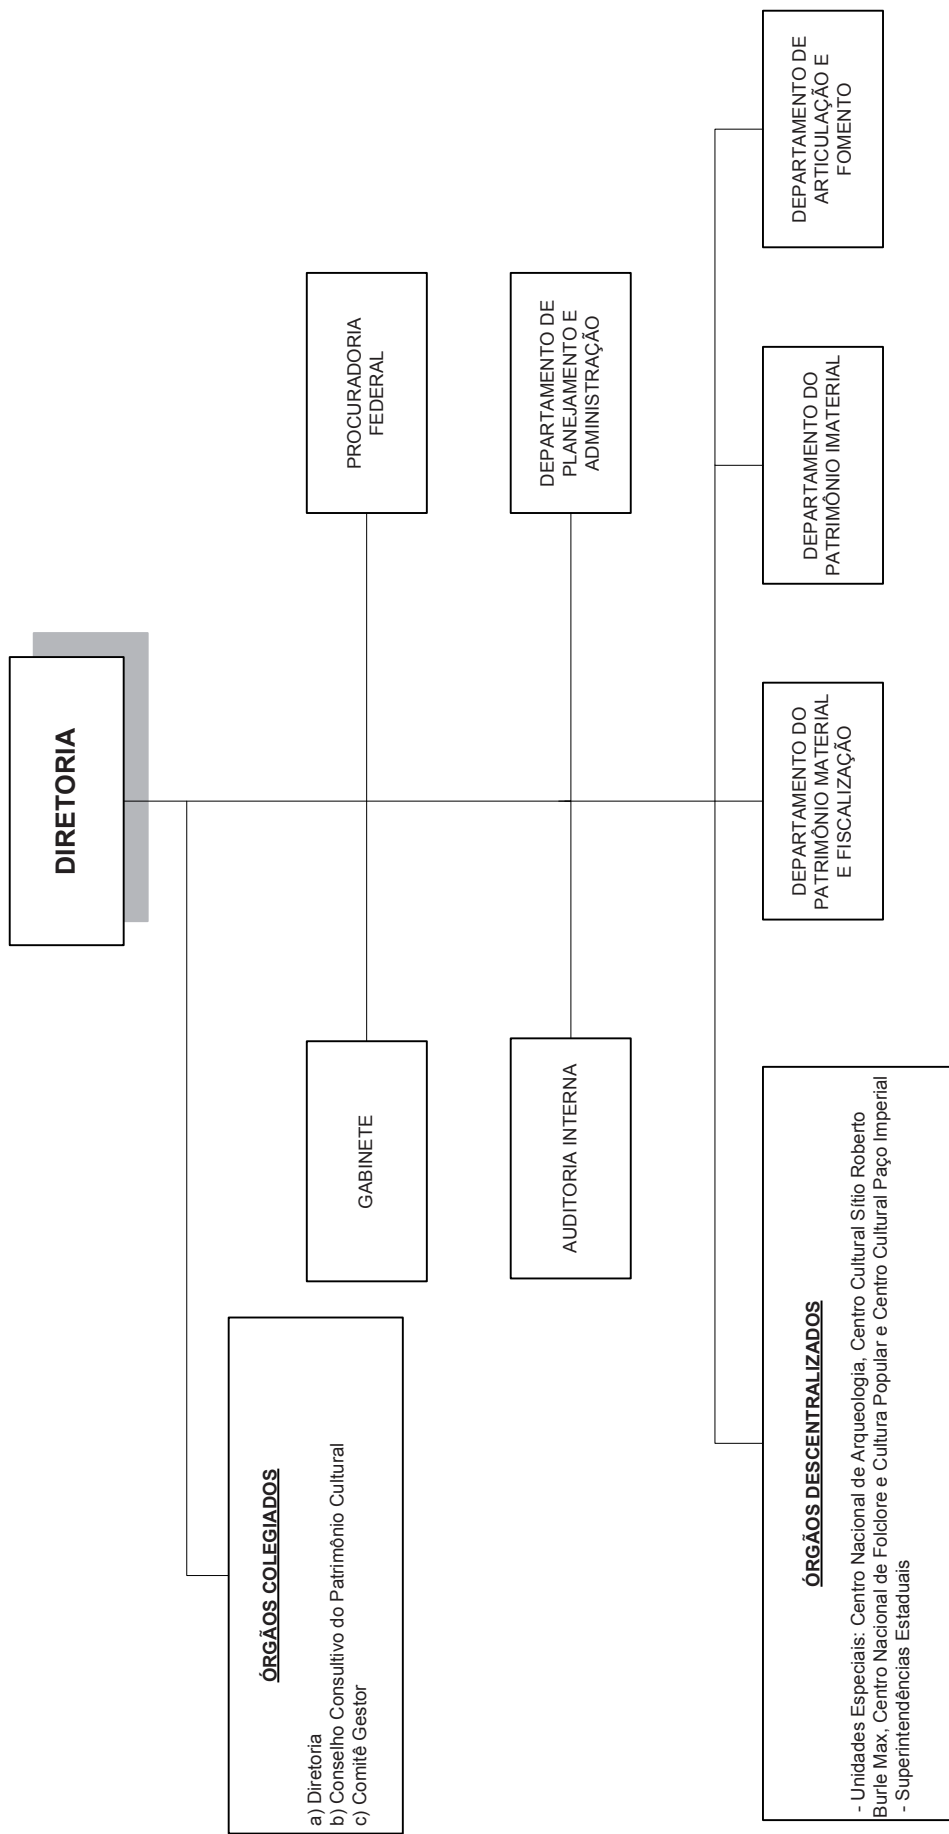 DIRETORIA
ÓRGÃOS COLEGIADOS
a) Diretoria
b) Conselho Consultivo do Patrimônio Cultural
c) Comitê Gestor
GABINETE
PROCURADORIA
FEDERAL
AUDITORIA INTERNA
DEPARTAMENTO DE
PLANEJAMENTO E
ADMINISTRAÇÃO
ÓRGÃOS DESCENTRALIZADOS
- Unidades Especiais: Centro Nacional de Arqueologia, Centro Cultural Sítio Roberto
Burle Max, Centro Nacional de Folclore e Cultura Popular e Centro Cultural Paço Imperial
- Superintendências Estaduais
DEPARTAMENTO DO
PATRIMÔNIO MATERIAL
E FISCALIZAÇÃO
DEPARTAMENTO DO
PATRIMÔNIO IMATERIAL
DEPARTAMENTO DE
ARTICULAÇÃO E
FOMENTO